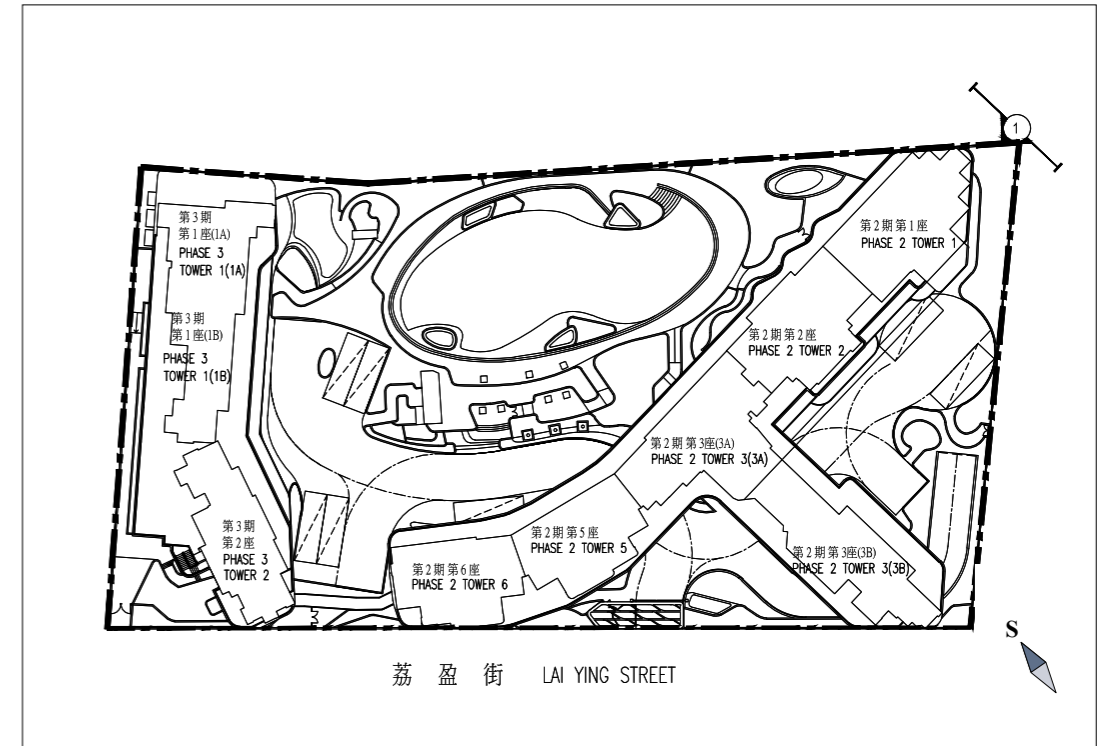 1
第3期
第1座(1A)
PHASE 3
TOWER 1(1A)
第2期第1座
PHASE 2 TOWER 1
第3期
第1座(1B)
PHASE 3
TOWER 1(1B)
第2期第2座
PHASE 2 TOWER 2
第2期第3座(3A)
PHASE 2 TOWER 3(3A)
第3期
第2座
PHASE 3
TOWER 2
第2期第5座
PHASE 2 TOWER 5
第2期第6座
PHASE 2 TOWER 6
第2期第3座(3B)
PHASE 2 TOWER 3(3B)
S
荔盈街 LAI YING STREET